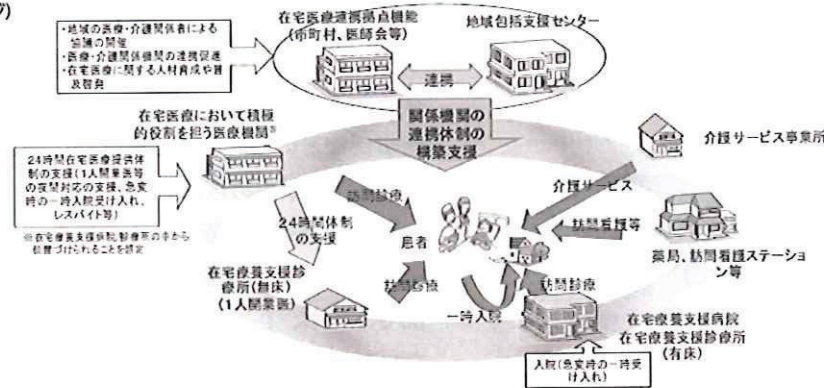 在宅医療連携拠点機能
(市町村、医師会等)
地域包括支援センター
・地域の医療・介護関係者による
協議の開催
・医療・介護関係機関の連携促進
・在宅医療に関する人材育成や普
及啓発
連携
在宅医療において積極
的役割を担う医療機関※
関係機関の
連携体制の
構築支援
介護サービス事業所
24時間在宅医療提供体
制の支援(1人開業医等
の夜間対応の支援、急変
時の一時入院受け入れ、
レスパイト等)
※在宅療養支援病院/診療所の中から
位置づけられることを想定
訪問診療
介護サービス
24時間体制
の支援
患者
訪問看護等
薬局、訪問看護ステーショ
ン等
在宅療養支援診
療所(無床)
(1人開業医)
訪問診療
一時入院
訪問診療
在宅療養支援病院
在宅療養支援診療所
(有床)
入院(急変時の一時受
け入れ)